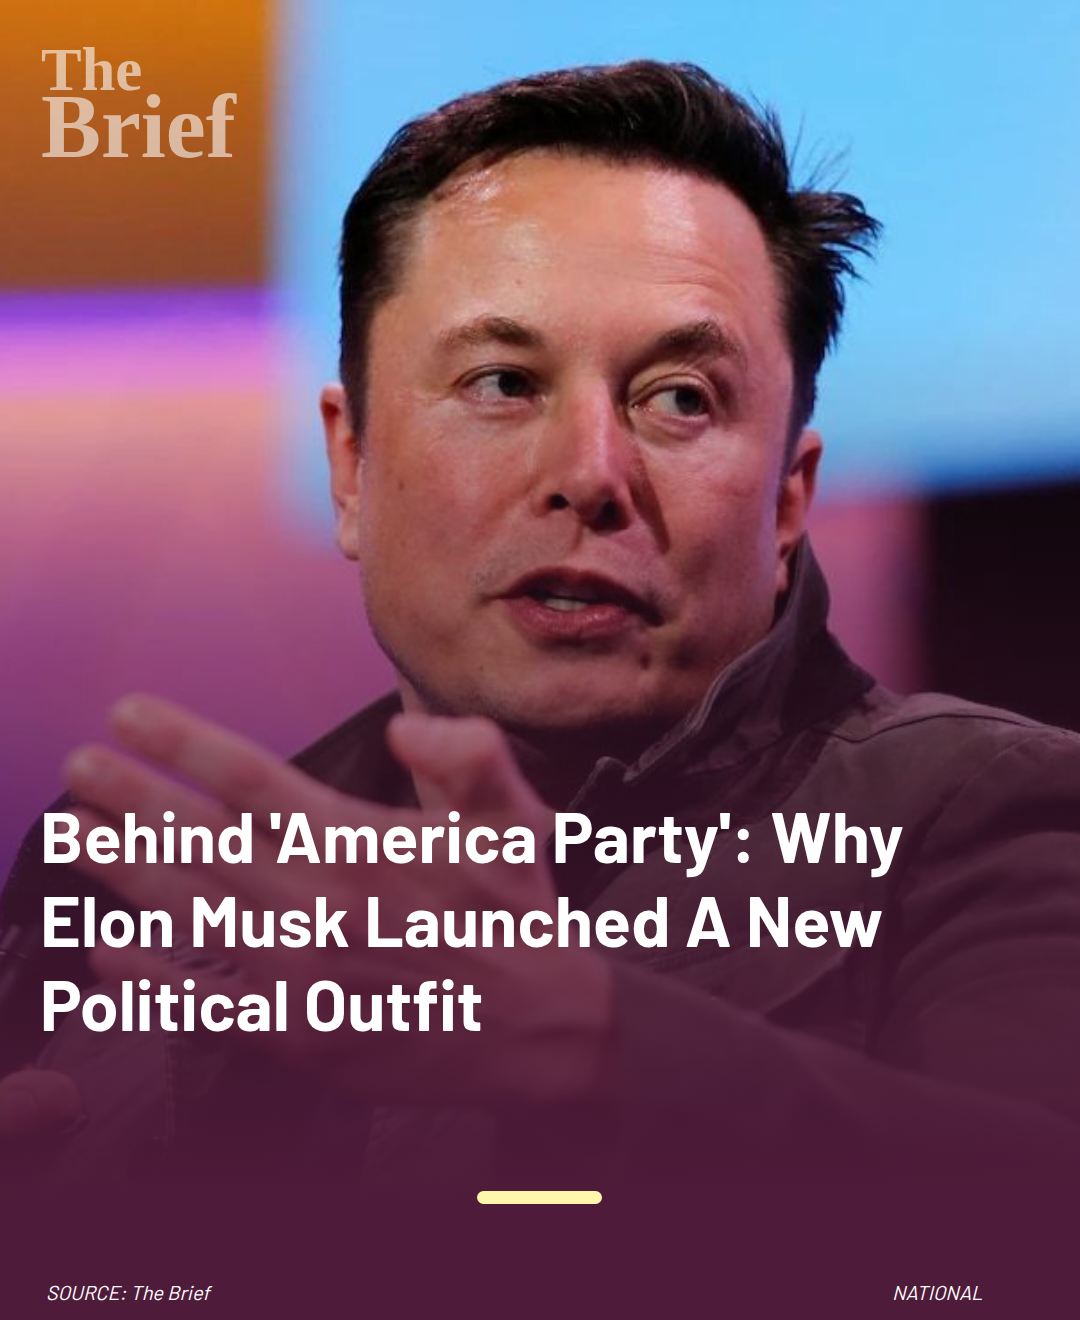 The
Brief
Behind 'America Party': Why
Elon Musk Launched A New
Political Outfit
SOURCE: The Brief
NATIONAL